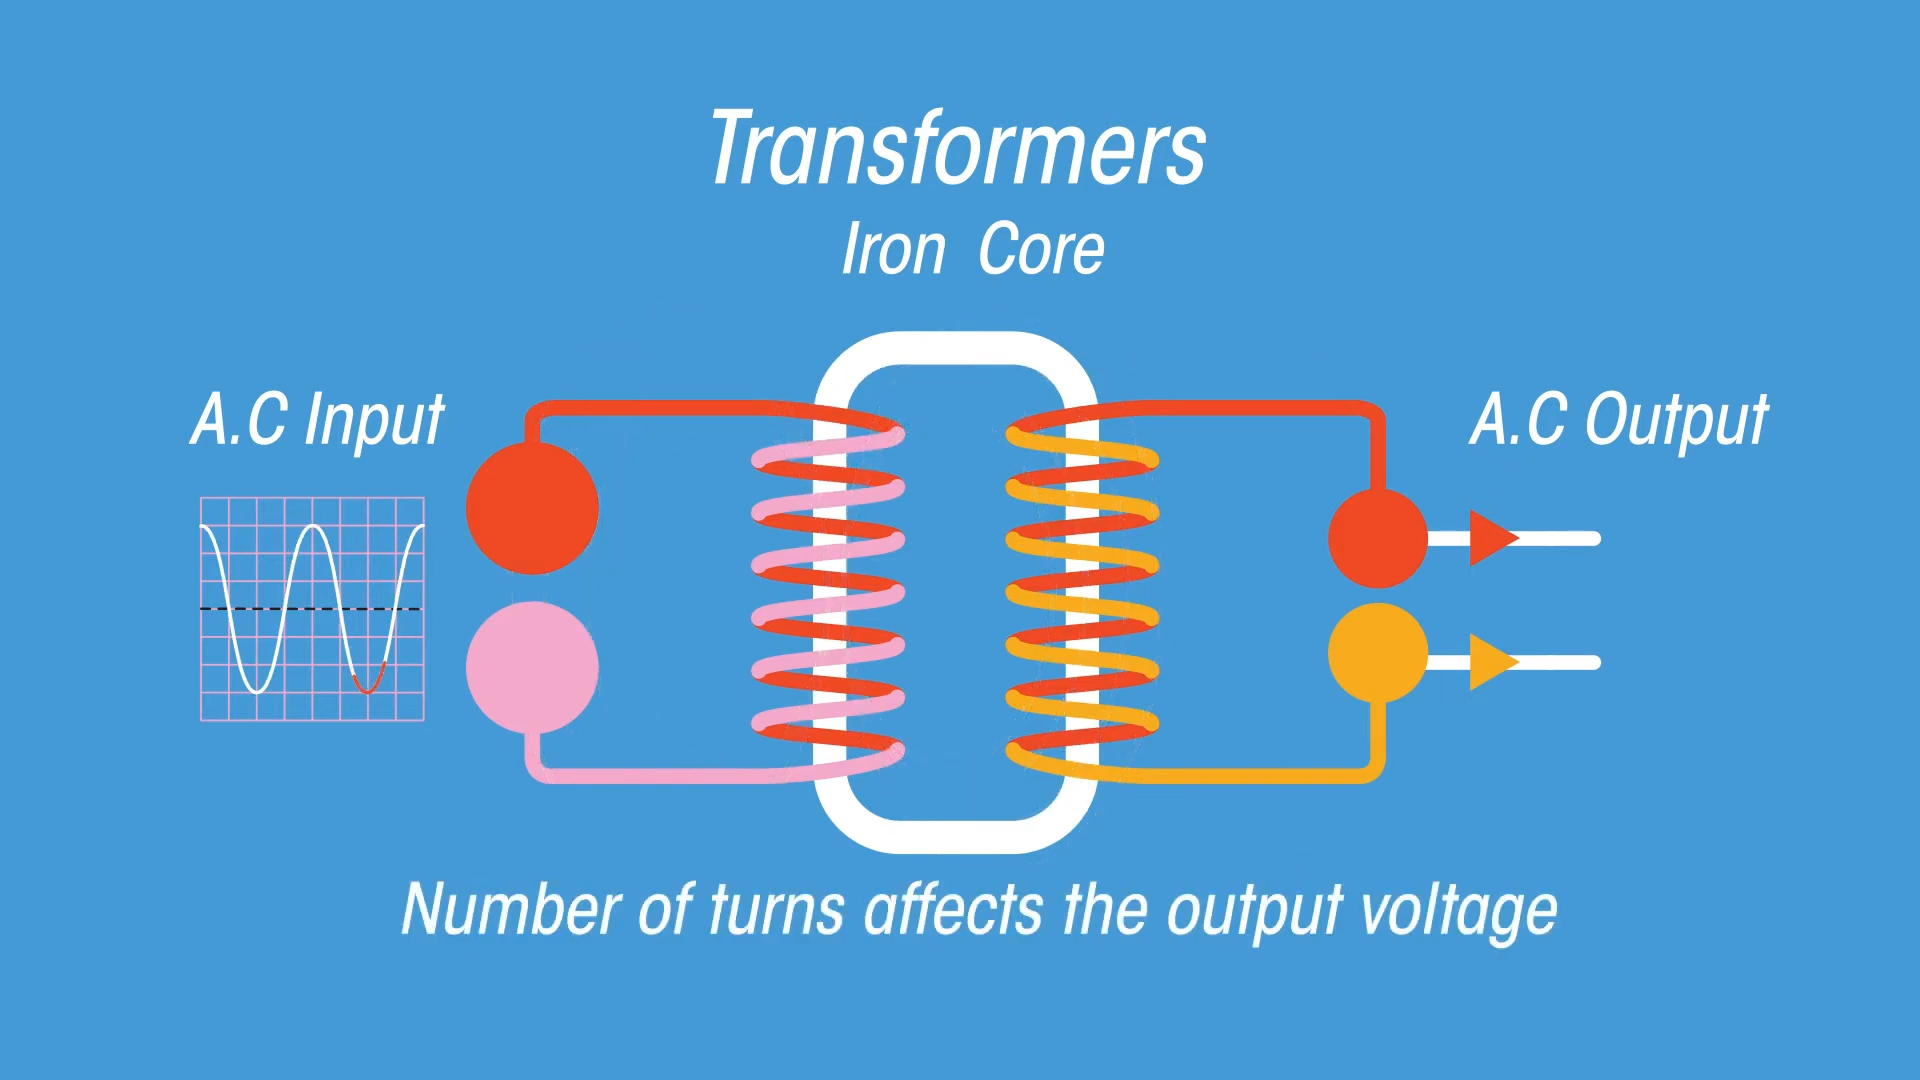 Transformers
Iron Core
A.C Input
A.C Output
Number of turns affects the output voltage